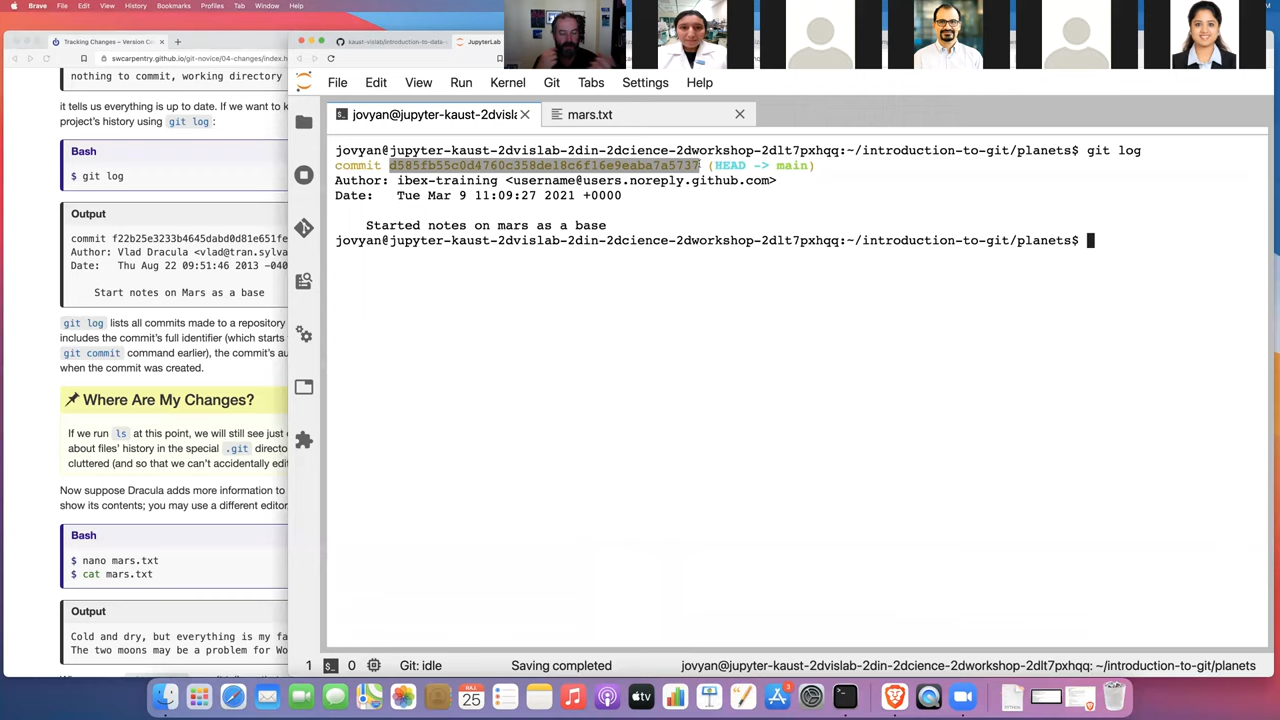 Brave File Edit View History Bookmarks Profiles Tab Window Help
Tracking Changes – Version C
swcarpentry.github.io/git-novice/04-changes/index.h
nothing to commit, working directory
it tells us everything is up to date. If we want to k
project's history using git log:
Bash
$ git log
Output
commit f22b25e3233b4645dabd0d81e651fe
Author: Vlad Dracula <vlad@tran.sylva
Date: Thu Aug 22 09:51:46 2013 -040
Start notes on Mars as a base
git log lists all commits made to a repository
includes the commit's full identifier (which starts
git commit command earlier), the commit's au
when the commit was created.
Where Are My Changes?
If we run ls at this point, we will still see just
about files' history in the special .git directo
cluttered (and so that we can't accidentally edit
Now suppose Dracula adds more information to
show its contents; you may use a different editor,
Bash
$ nano mars.txt
$ cat mars.txt
Output
Cold and dry, but everything is my fa
The two moons may be a problem for Wo
kaust-vislab/introduction-to-data-
JupyterLab
File Edit View Run Kernel Git Tabs Settings Help
jovyan@jupyter-kaust-2dvisla
mars.txt
jovyan@jupyter-kaust-2dvislab-2din-2dcience-2dworkshop-2dlt7pxhqq:~/introduction-to-git/planets$ git log
commit d585fb55c0d4760c358de18c6f16e9eaba7a5737 (HEAD -> main)
Author: ibex-training <username@users.noreply.github.com>
Date: Tue Mar 9 11:09:27 2021 +0000
Started notes on mars as a base
jovyan@jupyter-kaust-2dvislab-2din-2dcience-2dworkshop-2dlt7pxhqq:~/introduction-to-git/planets$
1 0 Git: idle Saving completed jovyan@jupyter-kaust-2dvislab-2din-2dcience-2dworkshop-2dlt7pxhqq: ~/introduction-to-git/planets
25
3